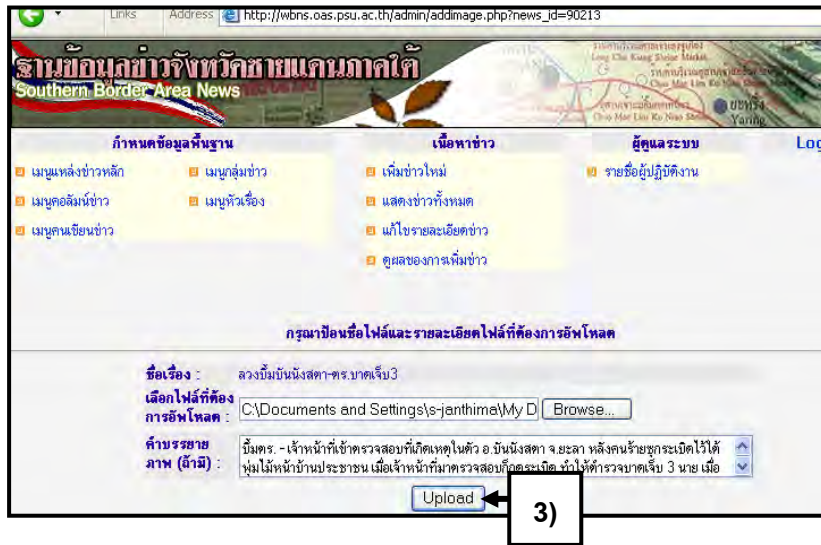 Links Address http://wbns.oas.psu.ac.th/admin/addimage.php?news_id=90213
ฐานข้อมูลข่าวจังหวัดชายแดนภาคใต้
Southern Border Area News
Yaring
กำหนดข้อมูลพื้นฐาน เนื้อหาข่าว ผู้ดูแลระบบ Log
เมนูแหล่งข่าวหลัก เมนูกลุ่มข่าว เพิ่มข่าวใหม่ รายชื่อผู้ปฏิบัติงาน
เมนูคอลัมน์ข่าว เมนูหัวเรื่อง แสดงข่าวทั้งหมด
เมนูคนเขียนข่าว แก้ไขรายละเอียดข่าว
ดูผลของการเพิ่มข่าว
กรุณาป้อนชื่อไฟล์และรายละเอียดไฟล์ที่ต้องการอัพโหลด
ชื่อเรื่อง : ลวงบึ้มบันนังสตา-ตร.บาดเจ็บ3
เลือกไฟล์ที่ต้อง
การอัพโหลด : C:\Documents and Settings\s-janthima\My D Browse...
คำบรรยาย บึ้มตร. - เจ้าหน้าที่เข้าตรวจสอบที่เกิดเหตุในตัว อ.บันนังสตา จ.ยะลา หลังคนร้ายซุกระเบิดไว้ใต้
ภาพ (ถ้ามี) : พุ่มไม้หน้าบ้านประชาชน เมื่อเจ้าหน้าที่มาตรวจสอบก็กดระเบิด ทำให้ตำรวจบาดเจ็บ 3 นาย เมื่อ
Upload
3)